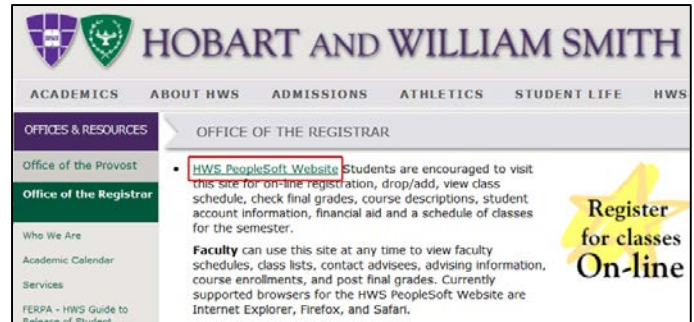 HOBART AND WILLIAM SMITH
ACADEMICS ABOUT HWS ADMISSIONS ATHLETICS STUDENT LIFE HWS
OFFICES & RESOURCES
Office of the Provost
Office of the Registrar
Who We Are
Academic Calendar
Services
FERPA - HWS Guide to
Release of Student
OFFICE OF THE REGISTRAR
• HWS PeopleSoft Website Students are encouraged to visit
this site for on-line registration, drop/add, view class
schedule, check final grades, course descriptions, student
account information, financial aid and a schedule of classes
for the semester.
Faculty can use this site at any time to view faculty
schedules, class lists, contact advisees, advising information,
course enrollments, and post final grades. Currently
supported browsers for the HWS PeopleSoft Website are
Internet Explorer, Firefox, and Safari.
Register
for classes
On-line